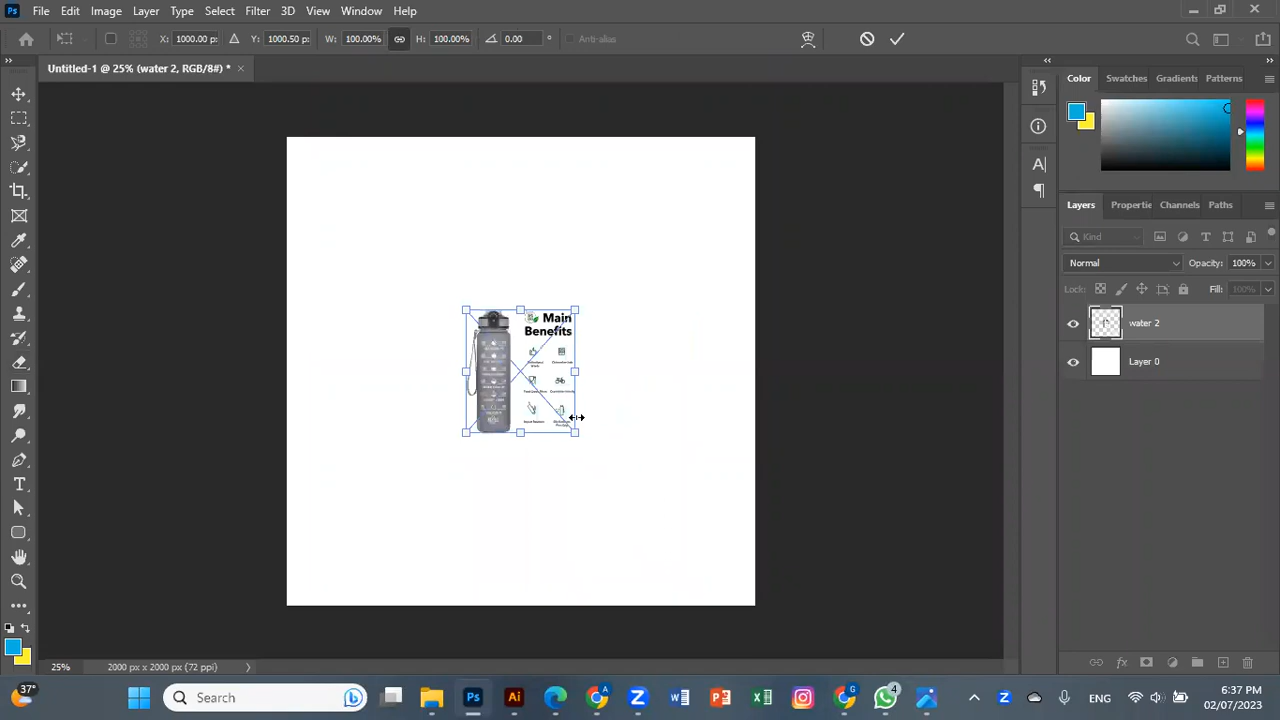 Ps File Edit Image Layer Type Select Filter 3D View Window Help
X: 1000.00 p: Y: 1000.50 p: W: 100.00% H: 100.00% 0.00 ° Anti-alias
Untitled-1 @ 25% (water 2, RGB/8#) * ×
Color Swatches Gradients Patterns
Layers Propertie Channels Paths
Kind
Normal Opacity: 100%
Lock: Fill: 100%
water 2
Layer 0
Main
Benefits
25% 2000 px x 2000 px (72 ppi)
37°
Search
Ps Ai
ENG
6:37 PM
02/07/2023